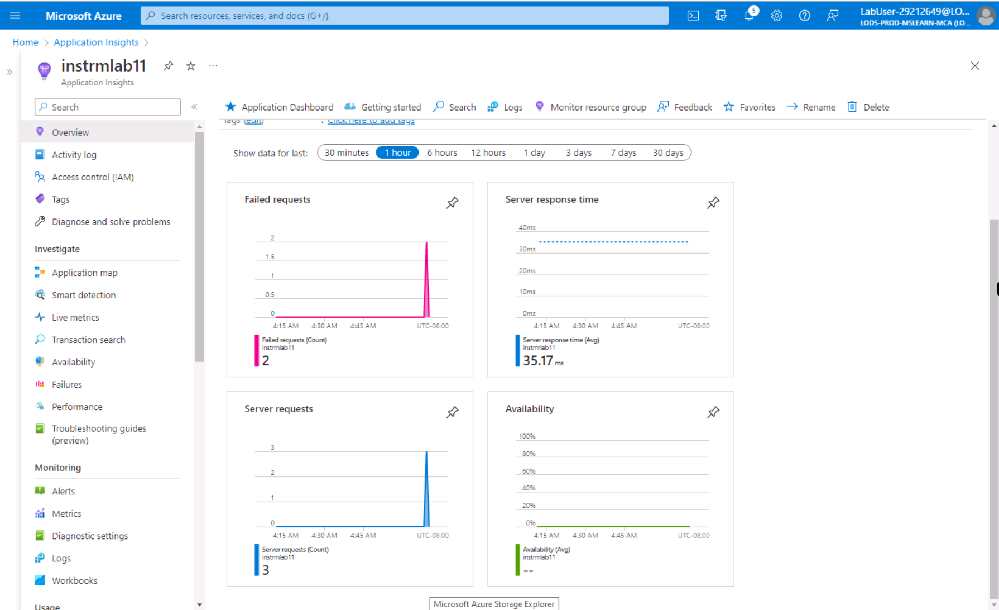 Microsoft Azure
Search resources, services, and docs (G+/)
5
LabUser-29212649@LO...
LODS-PROD-MSLEARN-MCA (LO...
Home > Application Insights >
instrmlab11
Application Insights
Search
Overview
Activity log
Access control (IAM)
Tags
Diagnose and solve problems
Investigate
Application map
Smart detection
Live metrics
Transaction search
Availability
Failures
Performance
Troubleshooting guides
(preview)
Monitoring
Alerts
Metrics
Diagnostic settings
Logs
Workbooks
Usage
Application Dashboard
Getting started
Search
Logs
Monitor resource group
Feedback
Favorites
Rename
Delete
Tags (edit) : Click here to add tags
Show data for last: 30 minutes 1 hour 6 hours 12 hours 1 day 3 days 7 days 30 days
Failed requests
2
1.5
1
0.5
0
4:15 AM 4:30 AM 4:45 AM UTC-08:00
Failed requests (Count)
instrmlab11
2
Server response time
40ms
30ms
20ms
10ms
0ms
4:15 AM 4:30 AM 4:45 AM UTC-08:00
Server response time (Avg)
instrmlab11
35.17 ms
Server requests
3
2
1
0
4:15 AM 4:30 AM 4:45 AM UTC-08:00
Server requests (Count)
instrmlab11
3
Availability
100%
80%
60%
40%
20%
0%
4:15 AM 4:30 AM 4:45 AM UTC-08:00
Availability (Avg)
instrmlab11
--
Microsoft Azure Storage Explorer